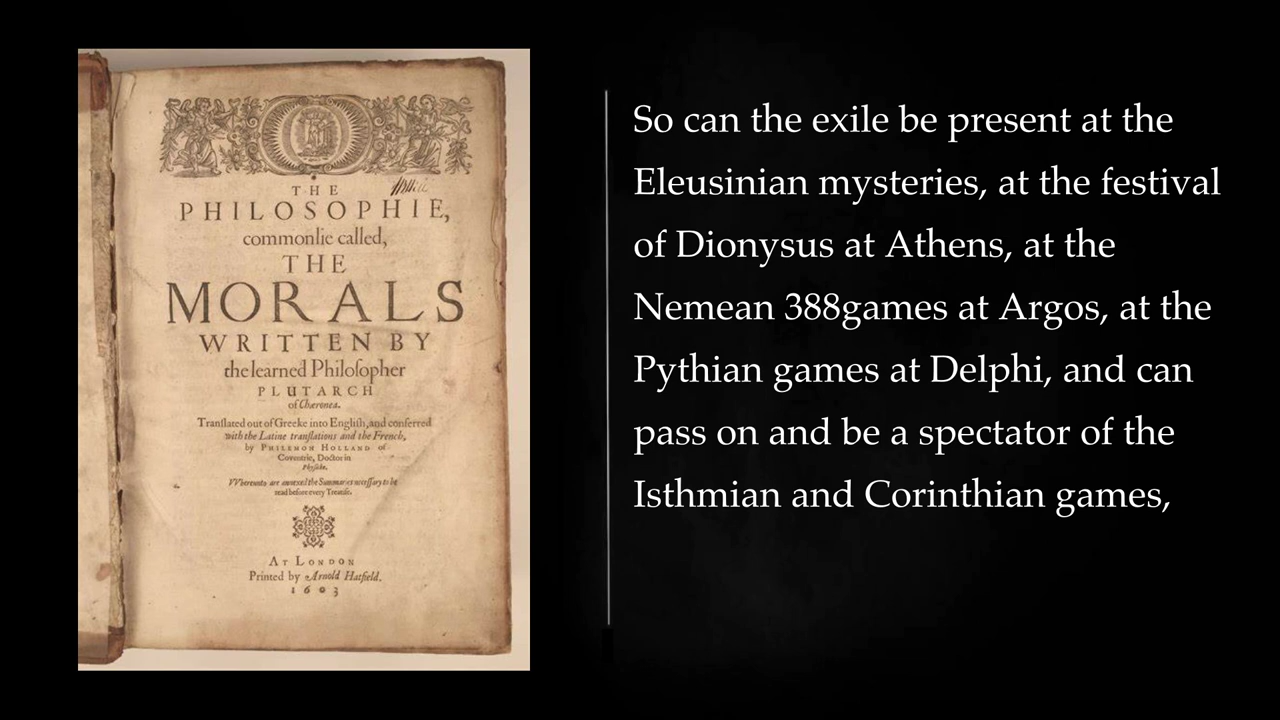 THE
PHILOSOPHIE,
commonlie called,
THE
MORALS
WRITTEN BY
the learned Philoſopher
PLUTARCH
of Chæronea.
Tranſlated out of Greeke into Engliſh, and conferred
with the Latine tranſlations and the French,
by PHILEMON HOLLAND of
Coventrie, Doctor in
Phyſicke.
VVhereunto are annexed the Summaries neceſſary to be
read before every Treatiſe.
AT LONDON
Printed by Arnold Hatfield.
1603
So can the exile be present at the
Eleusinian mysteries, at the festival
of Dionysus at Athens, at the
Nemean 388games at Argos, at the
Pythian games at Delphi, and can
pass on and be a spectator of the
Isthmian and Corinthian games,